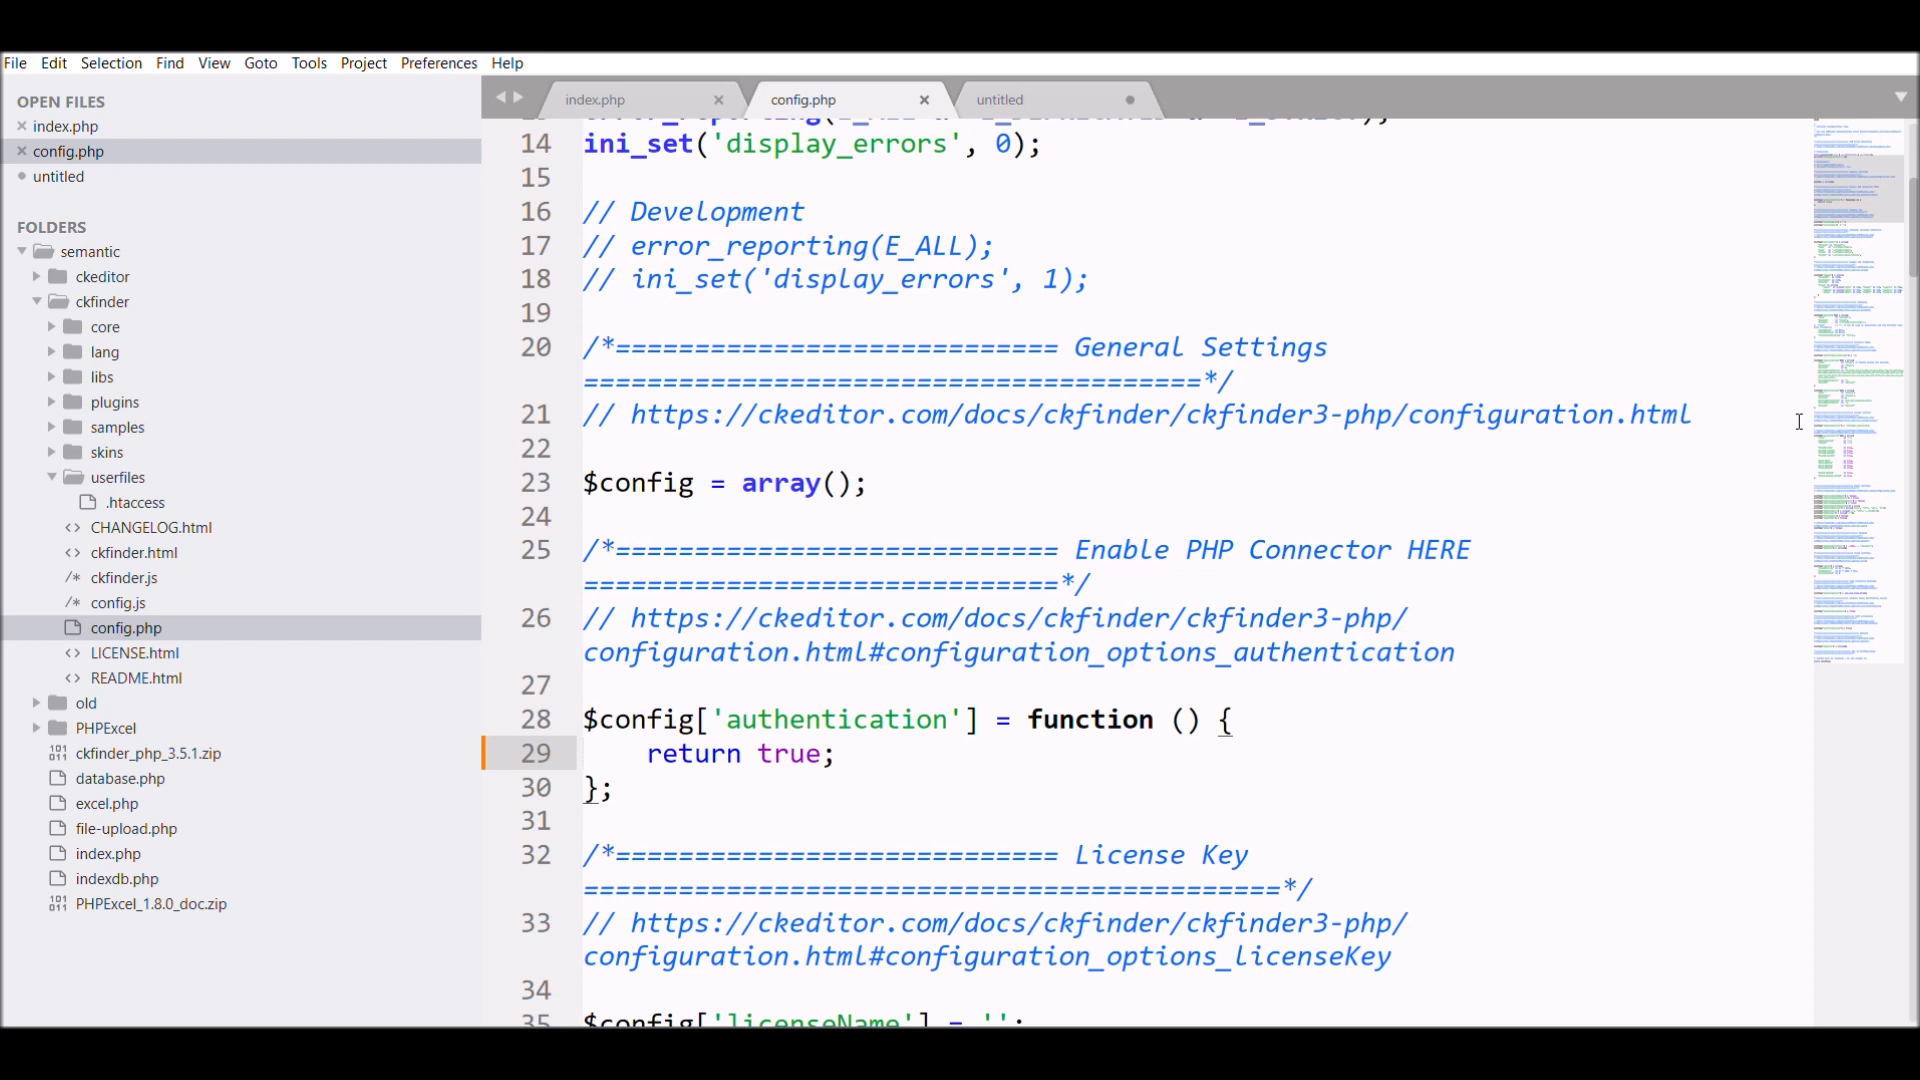 File Edit Selection Find View Goto Tools Project Preferences Help
OPEN FILES
index.php
config.php
untitled
FOLDERS
semantic
ckeditor
ckfinder
core
lang
libs
plugins
samples
skins
userfiles
.htaccess
CHANGELOG.html
ckfinder.html
/* ckfinder.js
/* config.js
config.php
LICENSE.html
README.html
old
PHPExcel
ckfinder_php_3.5.1.zip
database.php
excel.php
file-upload.php
index.php
indexdb.php
PHPExcel_1.8.0_doc.zip
index.php config.php untitled
14 ini_set('display_errors', 0);
15
16 // Development
17 // error_reporting(E_ALL);
18 // ini_set('display_errors', 1);
19
20 /*============================ General Settings
=======================================*/
21 // https://ckeditor.com/docs/ckfinder/ckfinder3-php/configuration.html
22
23 $config = array();
24
25 /*============================ Enable PHP Connector HERE
==============================*/
26 // https://ckeditor.com/docs/ckfinder/ckfinder3-php/
configuration.html#configuration_options_authentication
27
28 $config['authentication'] = function () {
29 return true;
30 };
31
32 /*============================ License Key
============================================*/
33 // https://ckeditor.com/docs/ckfinder/ckfinder3-php/
configuration.html#configuration_options_licenseKey
34
35 $config['licenseName'] = '';